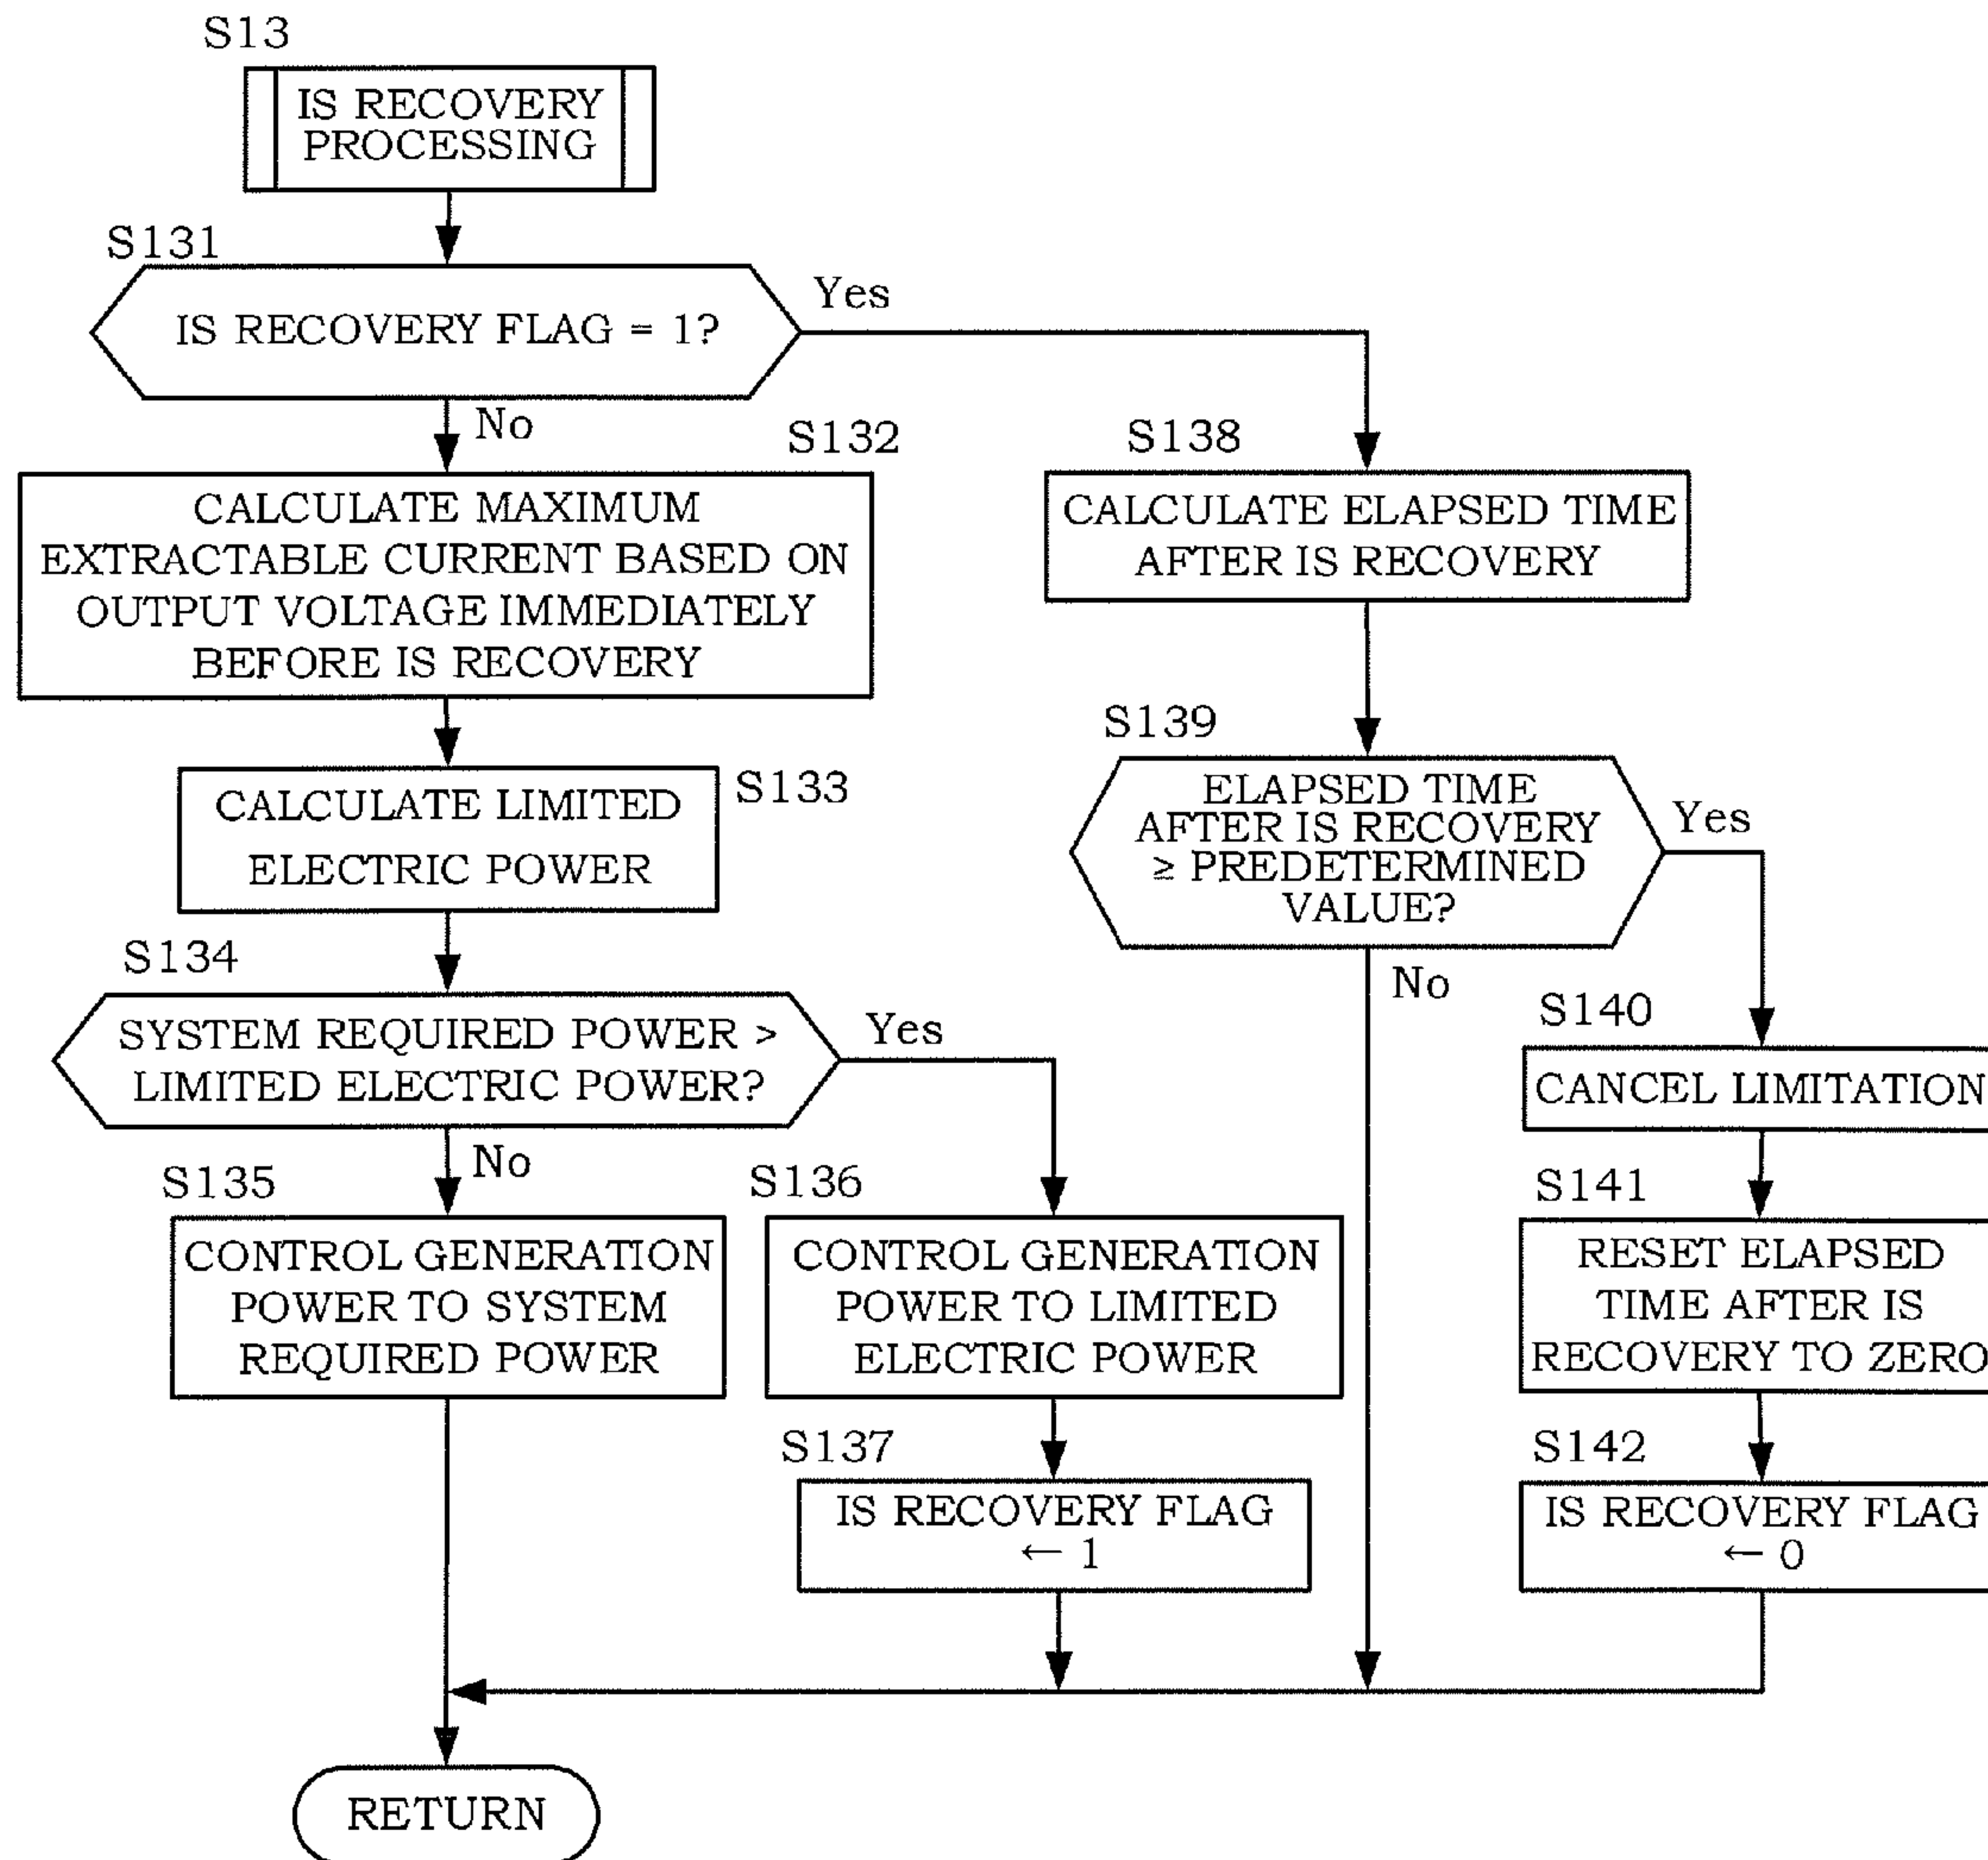 S13
IS RECOVERY
PROCESSING
S131
IS RECOVERY FLAG = 1?
Yes
No
S132
CALCULATE MAXIMUM
EXTRACTABLE CURRENT BASED ON
OUTPUT VOLTAGE IMMEDIATELY
BEFORE IS RECOVERY
S133
CALCULATE LIMITED
ELECTRIC POWER
S134
SYSTEM REQUIRED POWER >
LIMITED ELECTRIC POWER?
Yes
No
S135
CONTROL GENERATION
POWER TO SYSTEM
REQUIRED POWER
S136
CONTROL GENERATION
POWER TO LIMITED
ELECTRIC POWER
S137
IS RECOVERY FLAG
← 1
S138
CALCULATE ELAPSED TIME
AFTER IS RECOVERY
S139
ELAPSED TIME
AFTER IS RECOVERY
≥ PREDETERMINED
VALUE?
Yes
No
S140
CANCEL LIMITATION
S141
RESET ELAPSED
TIME AFTER IS
RECOVERY TO ZERO
S142
IS RECOVERY FLAG
← 0
RETURN